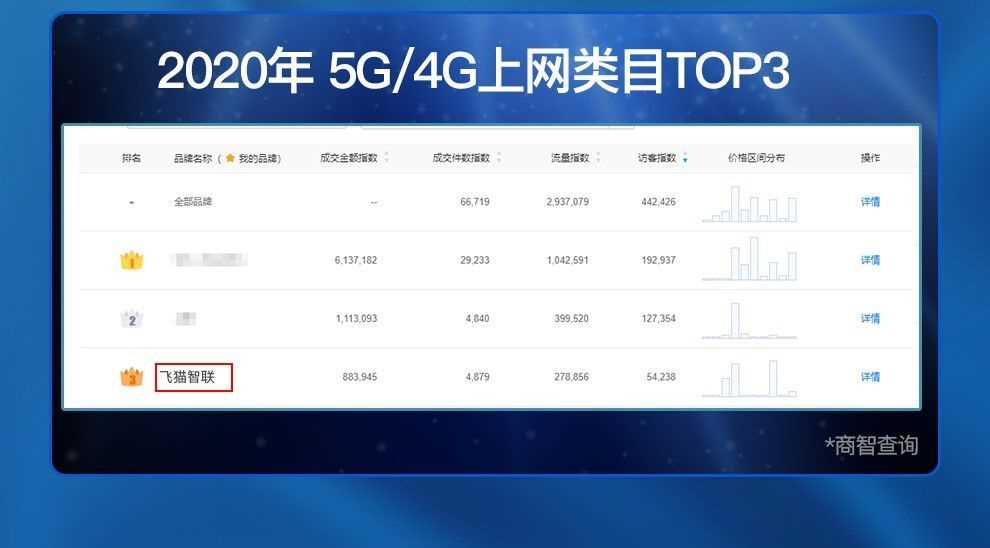 2020年 5G/4G上网类目TOP3
排名 品牌名称 ( 我的品牌) 成交金额指数 成交件数指数 流量指数 访客指数 价格区间分布 操作
- 全部品牌 -- 66,719 2,937,079 442,426 详情
1 6,137,182 29,233 1,042,591 192,937 详情
2 1,113,093 4,840 399,520 127,354 详情
3 飞猫智联 883,945 4,879 278,856 54,238 详情
*商智查询